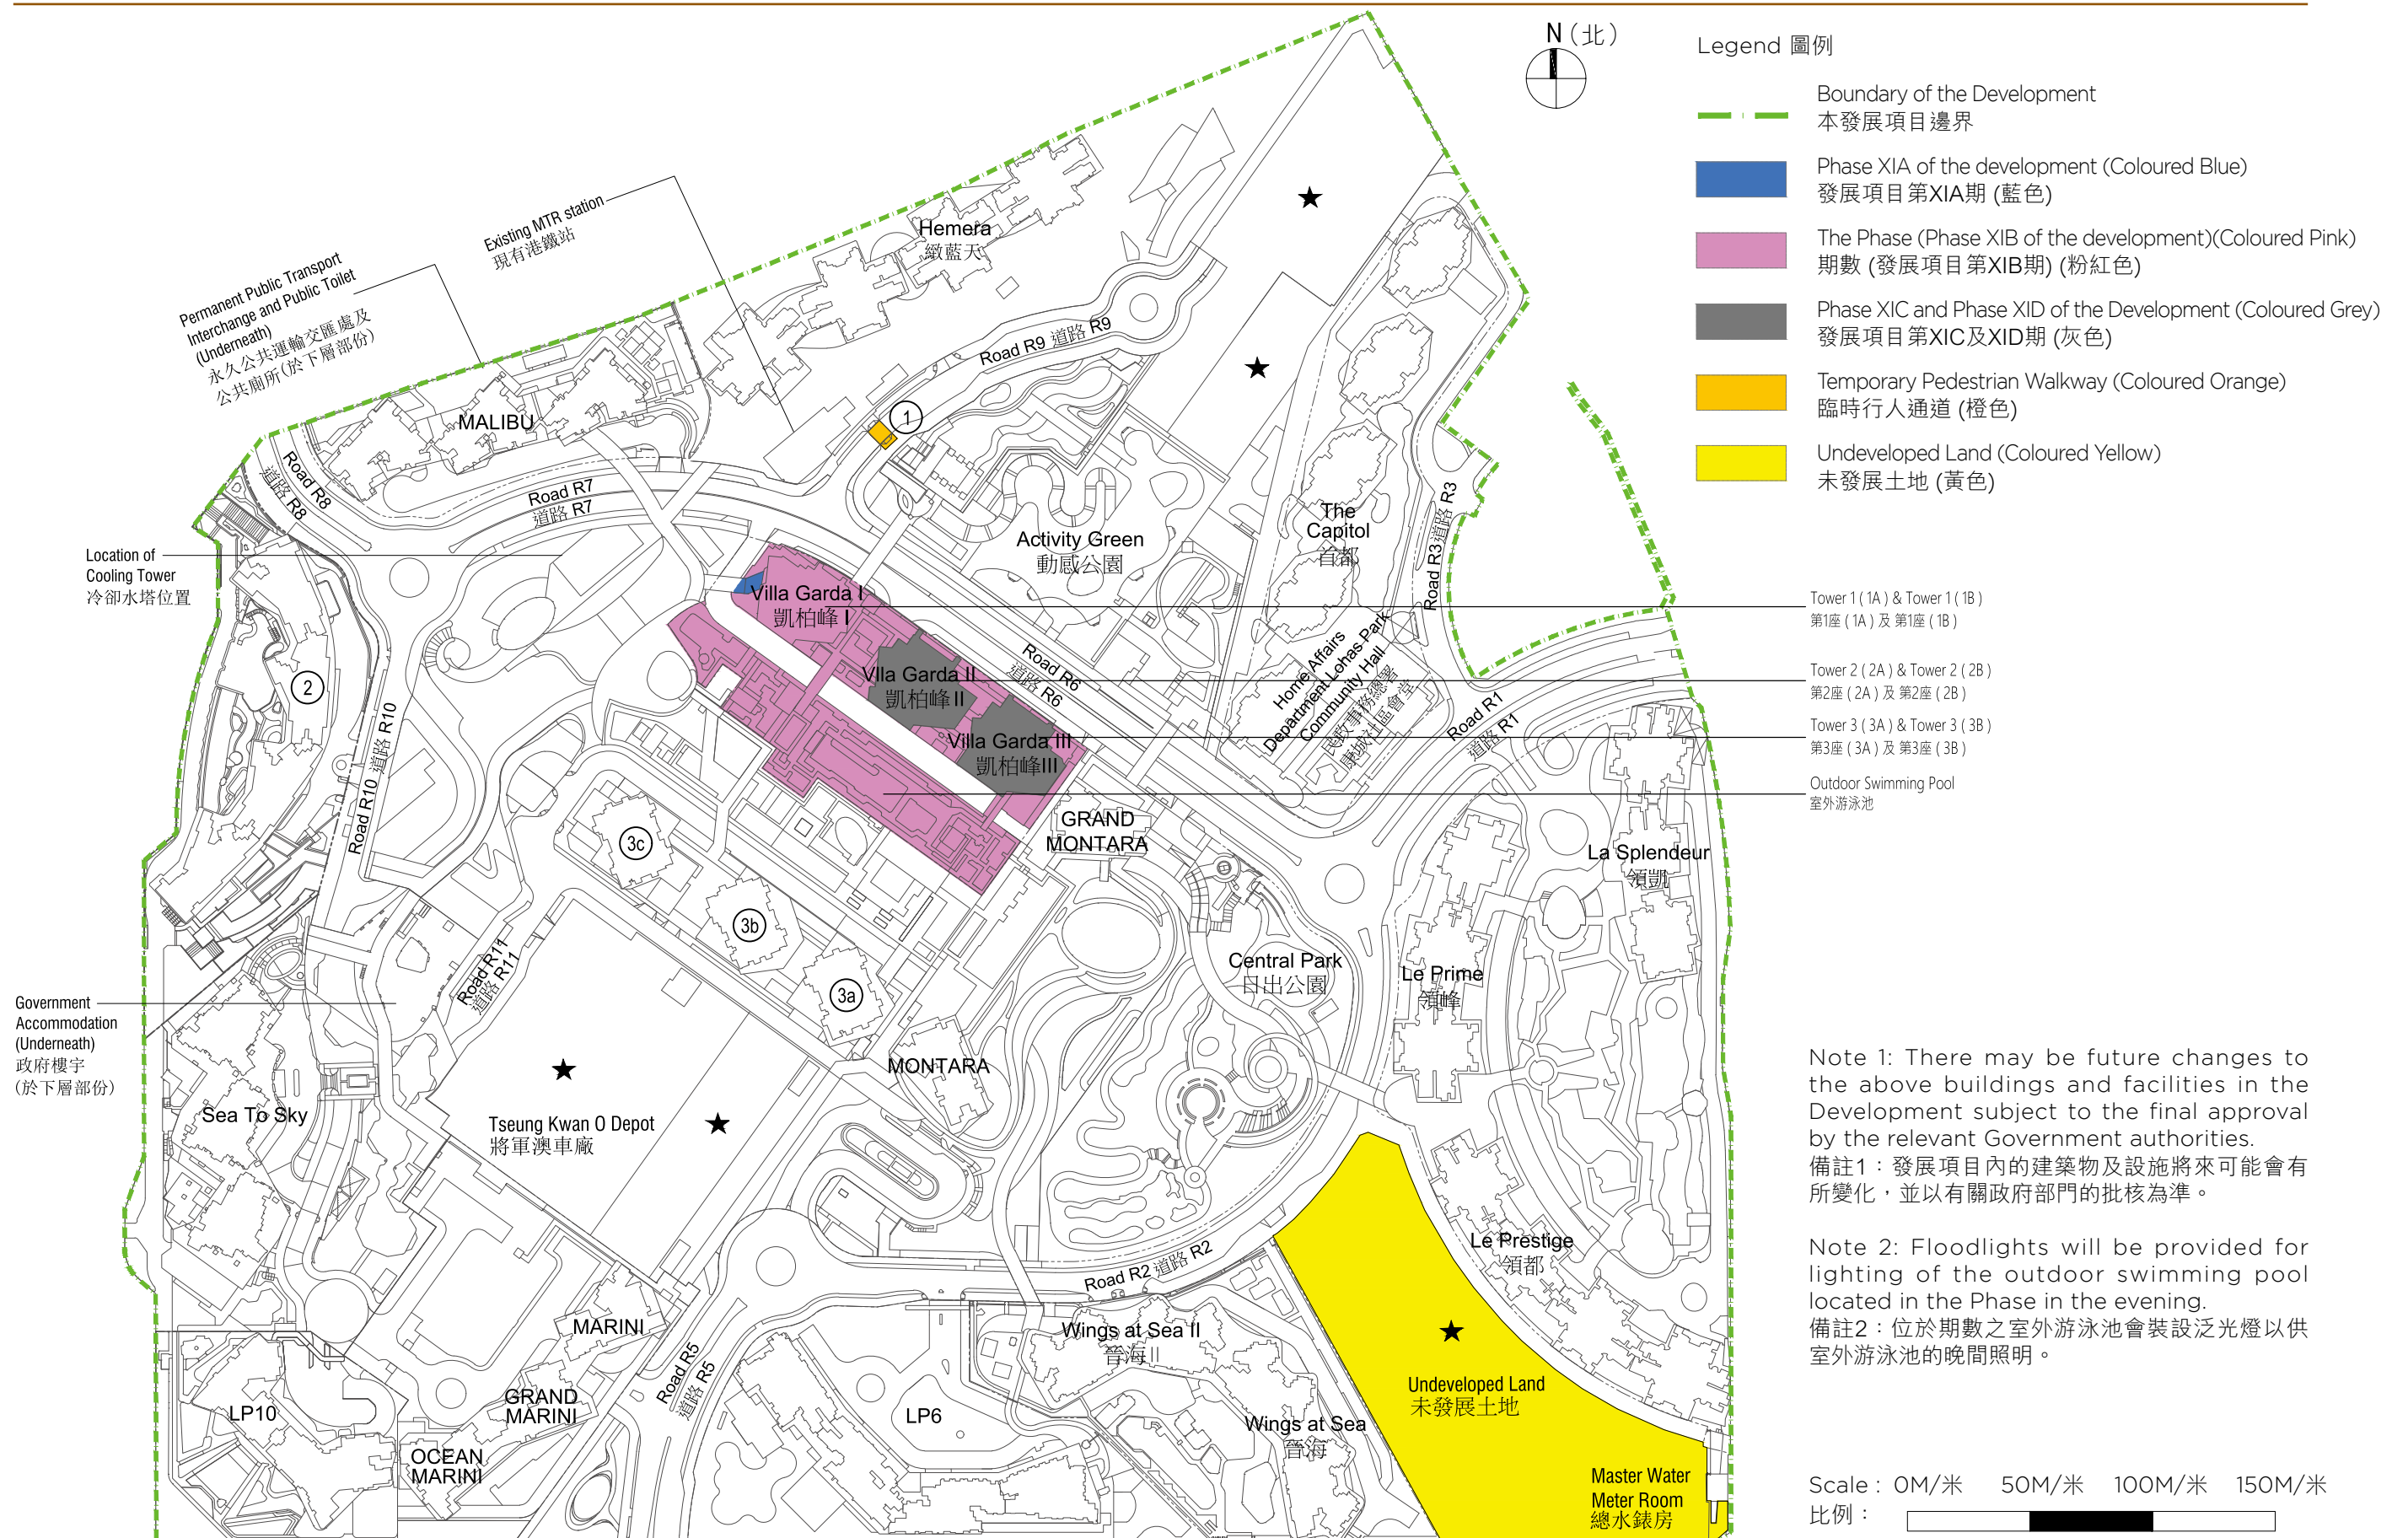 N(北)
Legend 圖例
Boundary of the Development
本發展項目邊界
Phase XIA of the development (Coloured Blue)
發展項目第XIA期 (藍色)
The Phase (Phase XIB of the development)(Coloured Pink)
期數 (發展項目第XIB期) (粉紅色)
Phase XIC and Phase XID of the Development (Coloured Grey)
發展項目第XIC及XID期 (灰色)
Temporary Pedestrian Walkway (Coloured Orange)
臨時行人通道 (橙色)
Undeveloped Land (Coloured Yellow)
未發展土地 (黃色)
Existing MTR station
現有港鐵站
Permanent Public Transport
Interchange and Public Toilet
(Underneath)
永久公共運輸交匯處及
公共廁所(於下層部份)
Hemera
緻藍天
Road R9 道路 R9
MALIBU
1
Road R8
道路 R8
Road R7
道路 R7
Activity Green
動感公園
The
Capitol
首都
Road R3 道路 R3
Location of
Cooling Tower
冷卻水塔位置
Villa Garda I
凱柏峰 I
Tower 1 ( 1A ) & Tower 1 ( 1B )
第1座 ( 1A ) 及 第1座 ( 1B )
2
Vlla Garda II
凱柏峰 II
Road R6
道路 R6
Home Affairs
Department Lohas Park
Community Hall
民政事務總署
康城社區會堂
Tower 2 ( 2A ) & Tower 2 ( 2B )
第2座 ( 2A ) 及 第2座 ( 2B )
Road R1
道路 R1
Road R10 道路 R10
Villa Garda III
凱柏峰III
Tower 3 ( 3A ) & Tower 3 ( 3B )
第3座 ( 3A ) 及 第3座 ( 3B )
Outdoor Swimming Pool
室外游泳池
GRAND
MONTARA
3c
3b
3a
La Splendeur
領凱
Central Park
日出公園
Le Prime
領峰
Road R11
道路 R11
Government
Accommodation
(Underneath)
政府樓宇
(於下層部份)
MONTARA
Sea To Sky
Tseung Kwan O Depot
將軍澳車廠
Note 1: There may be future changes to
the above buildings and facilities in the
Development subject to the final approval
by the relevant Government authorities.
備註1：發展項目內的建築物及設施將來可能會有
所變化，並以有關政府部門的批核為準。
Note 2: Floodlights will be provided for
lighting of the outdoor swimming pool
located in the Phase in the evening.
備註2：位於期數之室外游泳池會裝設泛光燈以供
室外游泳池的晚間照明。
Le Prestige
領都
Road R2 道路 R2
MARINI
Wings at Sea II
晉海 II
Road R5
道路 R5
Undeveloped Land
未發展土地
GRAND
MARINI
LP10
LP6
Wings at Sea
晉海
OCEAN
MARINI
Master Water
Meter Room
總水錶房
Scale : 0M/米 50M/米 100M/米 150M/米
比例：